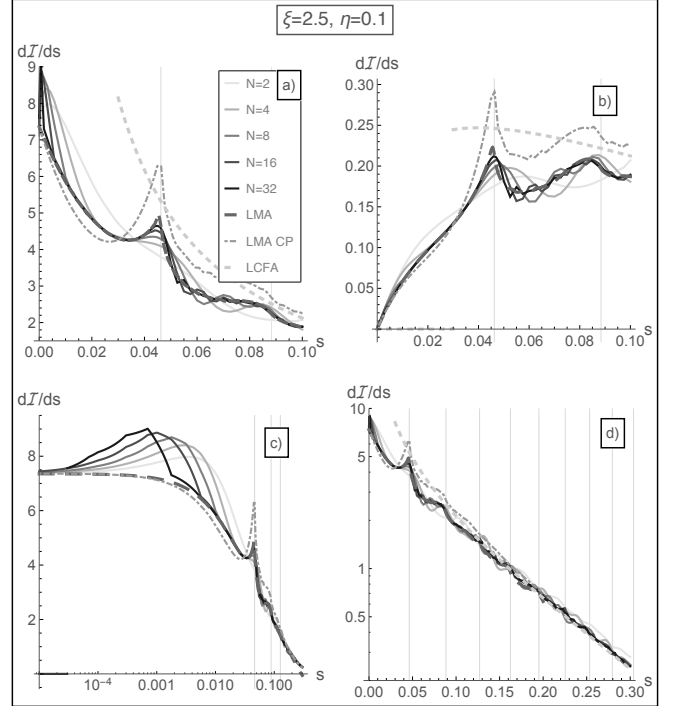 ξ=2.5, η=0.1
dI/ds
9
8
7
6
5
4
3
2
0.00 0.02 0.04 0.06 0.08 0.10
s
a)
N=2
N=4
N=8
N=16
N=32
LMA
LMA CP
LCFA
dI/ds
0.30
0.25
0.20
0.15
0.10
0.05
0.02 0.04 0.06 0.08 0.10
s
b)
dI/ds
8
6
4
2
10⁻⁴ 0.001 0.010 0.100
s
c)
dI/ds
10
5
1
0.5
0.00 0.05 0.10 0.15 0.20 0.25 0.30
s
d)